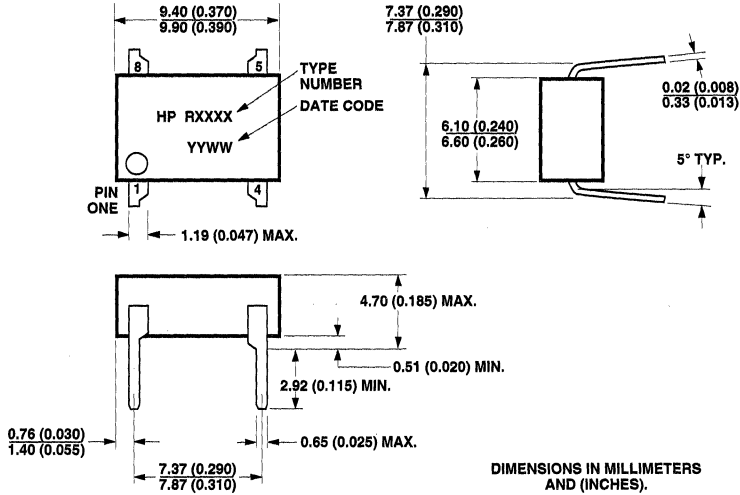 9.40 (0.370)
9.90 (0.390)
7.37 (0.290)
7.87 (0.310)
8
5
TYPE
NUMBER
DATE CODE
HP RXXXX
YYWW
0.02 (0.008)
0.33 (0.013)
6.10 (0.240)
6.60 (0.260)
5° TYP.
PIN
ONE
1
4
1.19 (0.047) MAX.
4.70 (0.185) MAX.
0.51 (0.020) MIN.
2.92 (0.115) MIN.
0.76 (0.030)
1.40 (0.055)
0.65 (0.025) MAX.
7.37 (0.290)
7.87 (0.310)
DIMENSIONS IN MILLIMETERS
AND (INCHES).